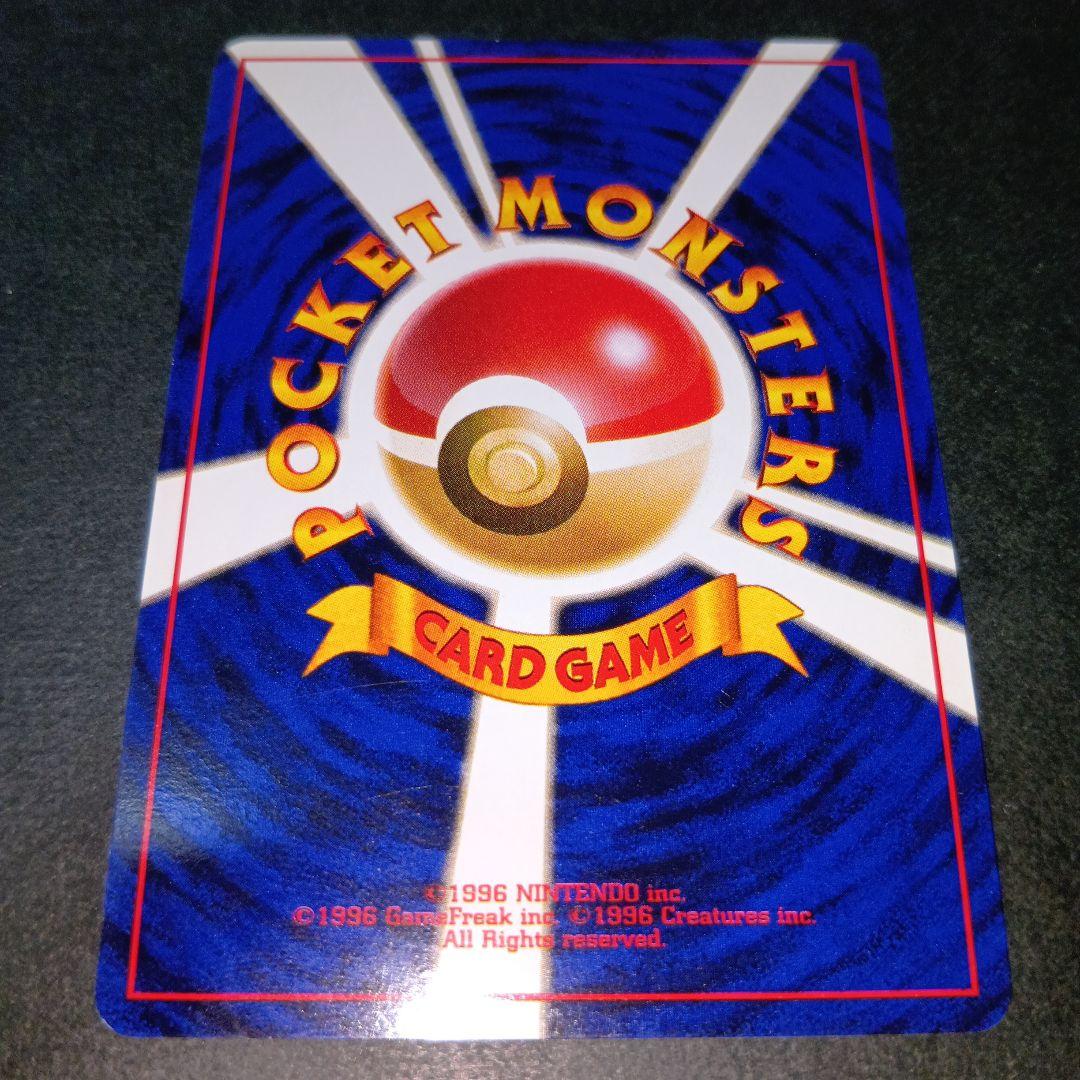 POCKET MONSTERS
CARD GAME
©1996 NINTENDO inc.
©1996 GameFreak inc. ©1996 Creatures inc.
All Rights reserved.